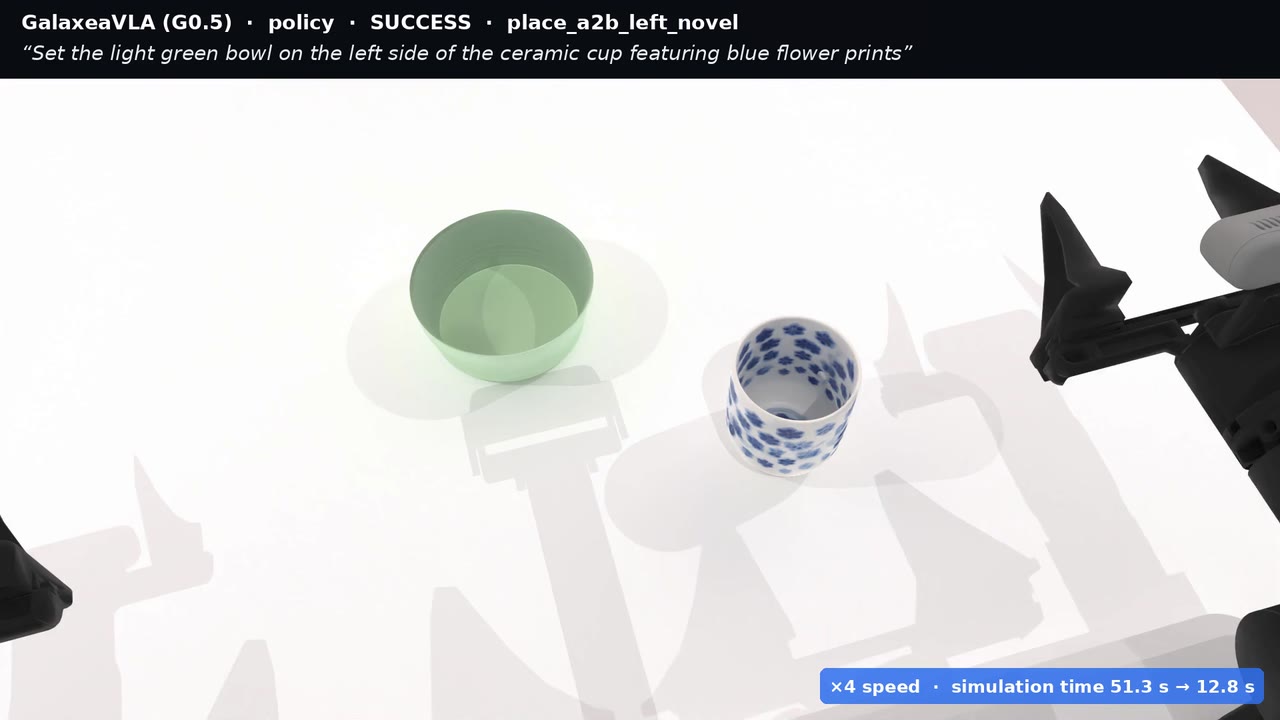 GalaxeaVLA (G0.5) · policy · SUCCESS · place_a2b_left_novel
“Set the light green bowl on the left side of the ceramic cup featuring blue flower prints”
×4 speed · simulation time 51.3 s → 12.8 s